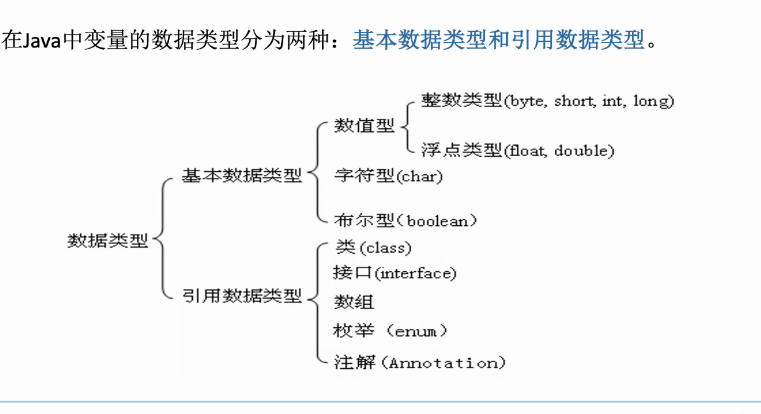 在Java中变量的数据类型分为两种：基本数据类型和引用数据类型。
整数类型(byte, short, int, long)
数值型
浮点类型(float, double)
基本数据类型
字符型(char)
布尔型(boolean)
数据类型
类(class)
接口(interface)
引用数据类型
数组
枚举 (enum)
注解(Annotation)